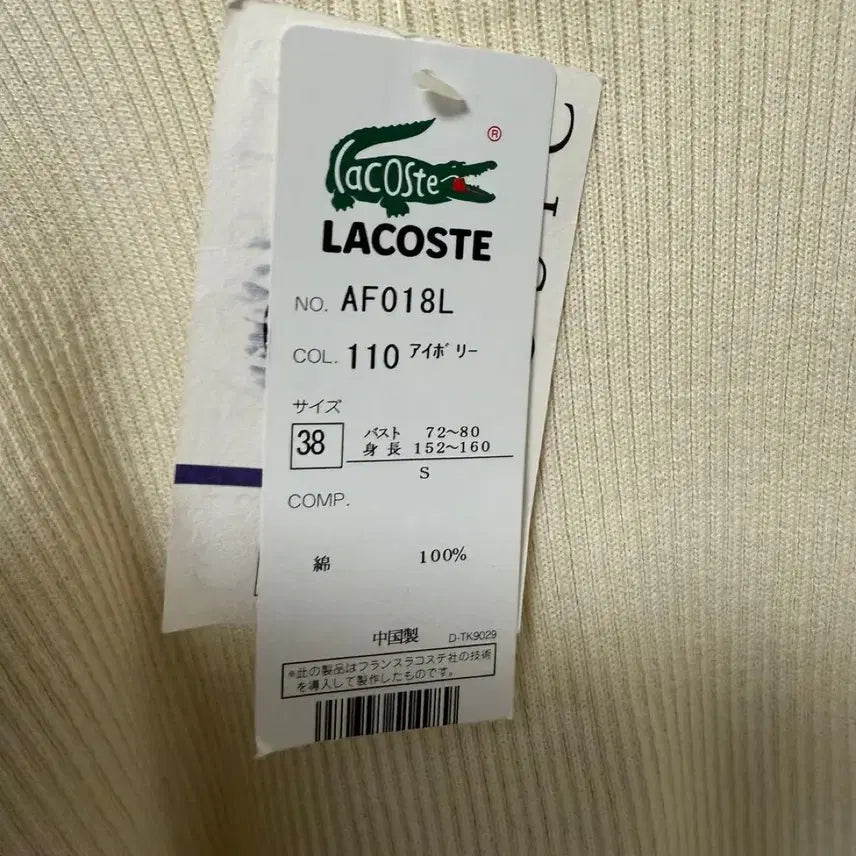 Lacoste
®
LACOSTE
NO. AF018L
COL. 110 アイボリー
サイズ
38 バスト 72~80
身長 152~160
S
COMP.
綿 100%
中国製 D-TK9029
※此の製品はフランスラコステ社の技術
を導入して製作したものです。